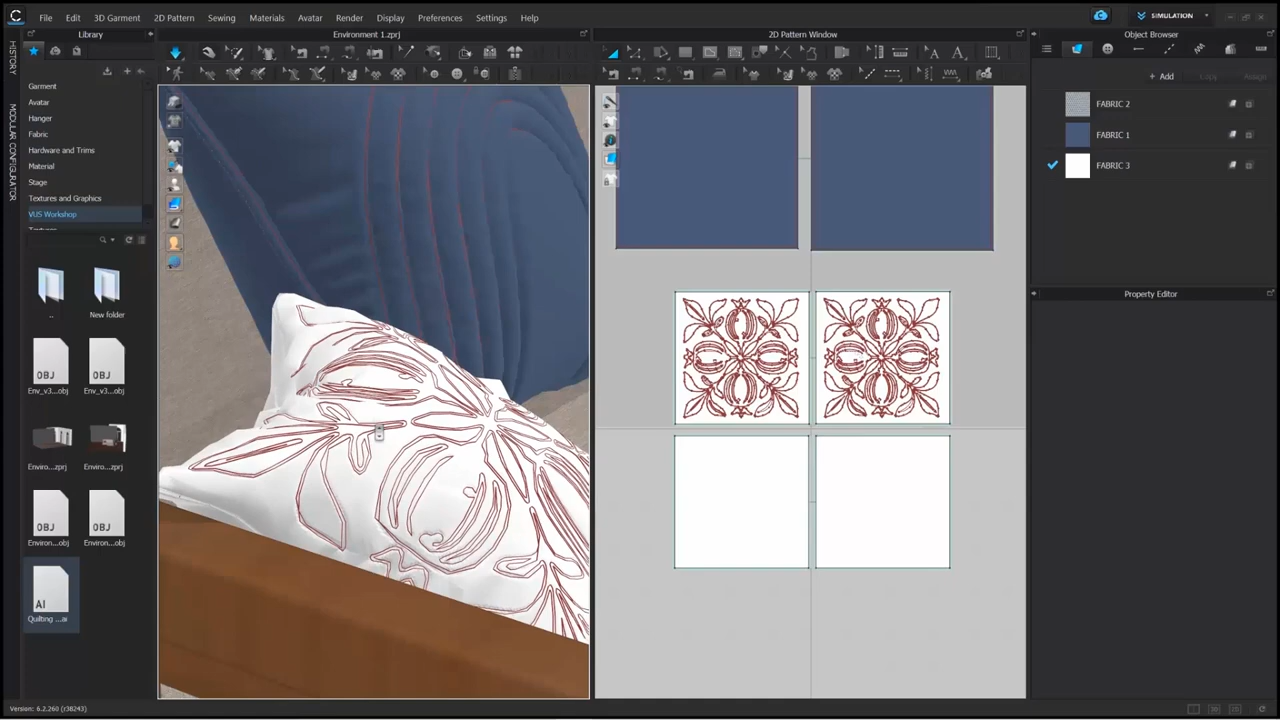 File Edit 3D Garment 2D Pattern Sewing Materials Avatar Render Display Preferences Settings Help
SIMULATION
HISTORY
MODULAR CONFIGURATOR
Library
Garment
Avatar
Hanger
Fabric
Hardware and Trims
Material
Stage
Textures and Graphics
VUS Workshop
..
New folder
OBJ
OBJ
Env_v3...obj
Env_v3...obj
Enviro...zprj
Enviro...zprj
OBJ
OBJ
Environ...obj
Environ...obj
AI
Quilting ...ai
Environment 1.zprj
2D Pattern Window
Object Browser
+ Add
Copy
Assign
FABRIC 2
FABRIC 1
FABRIC 3
Property Editor
Version: 6.2.260 (r38243)